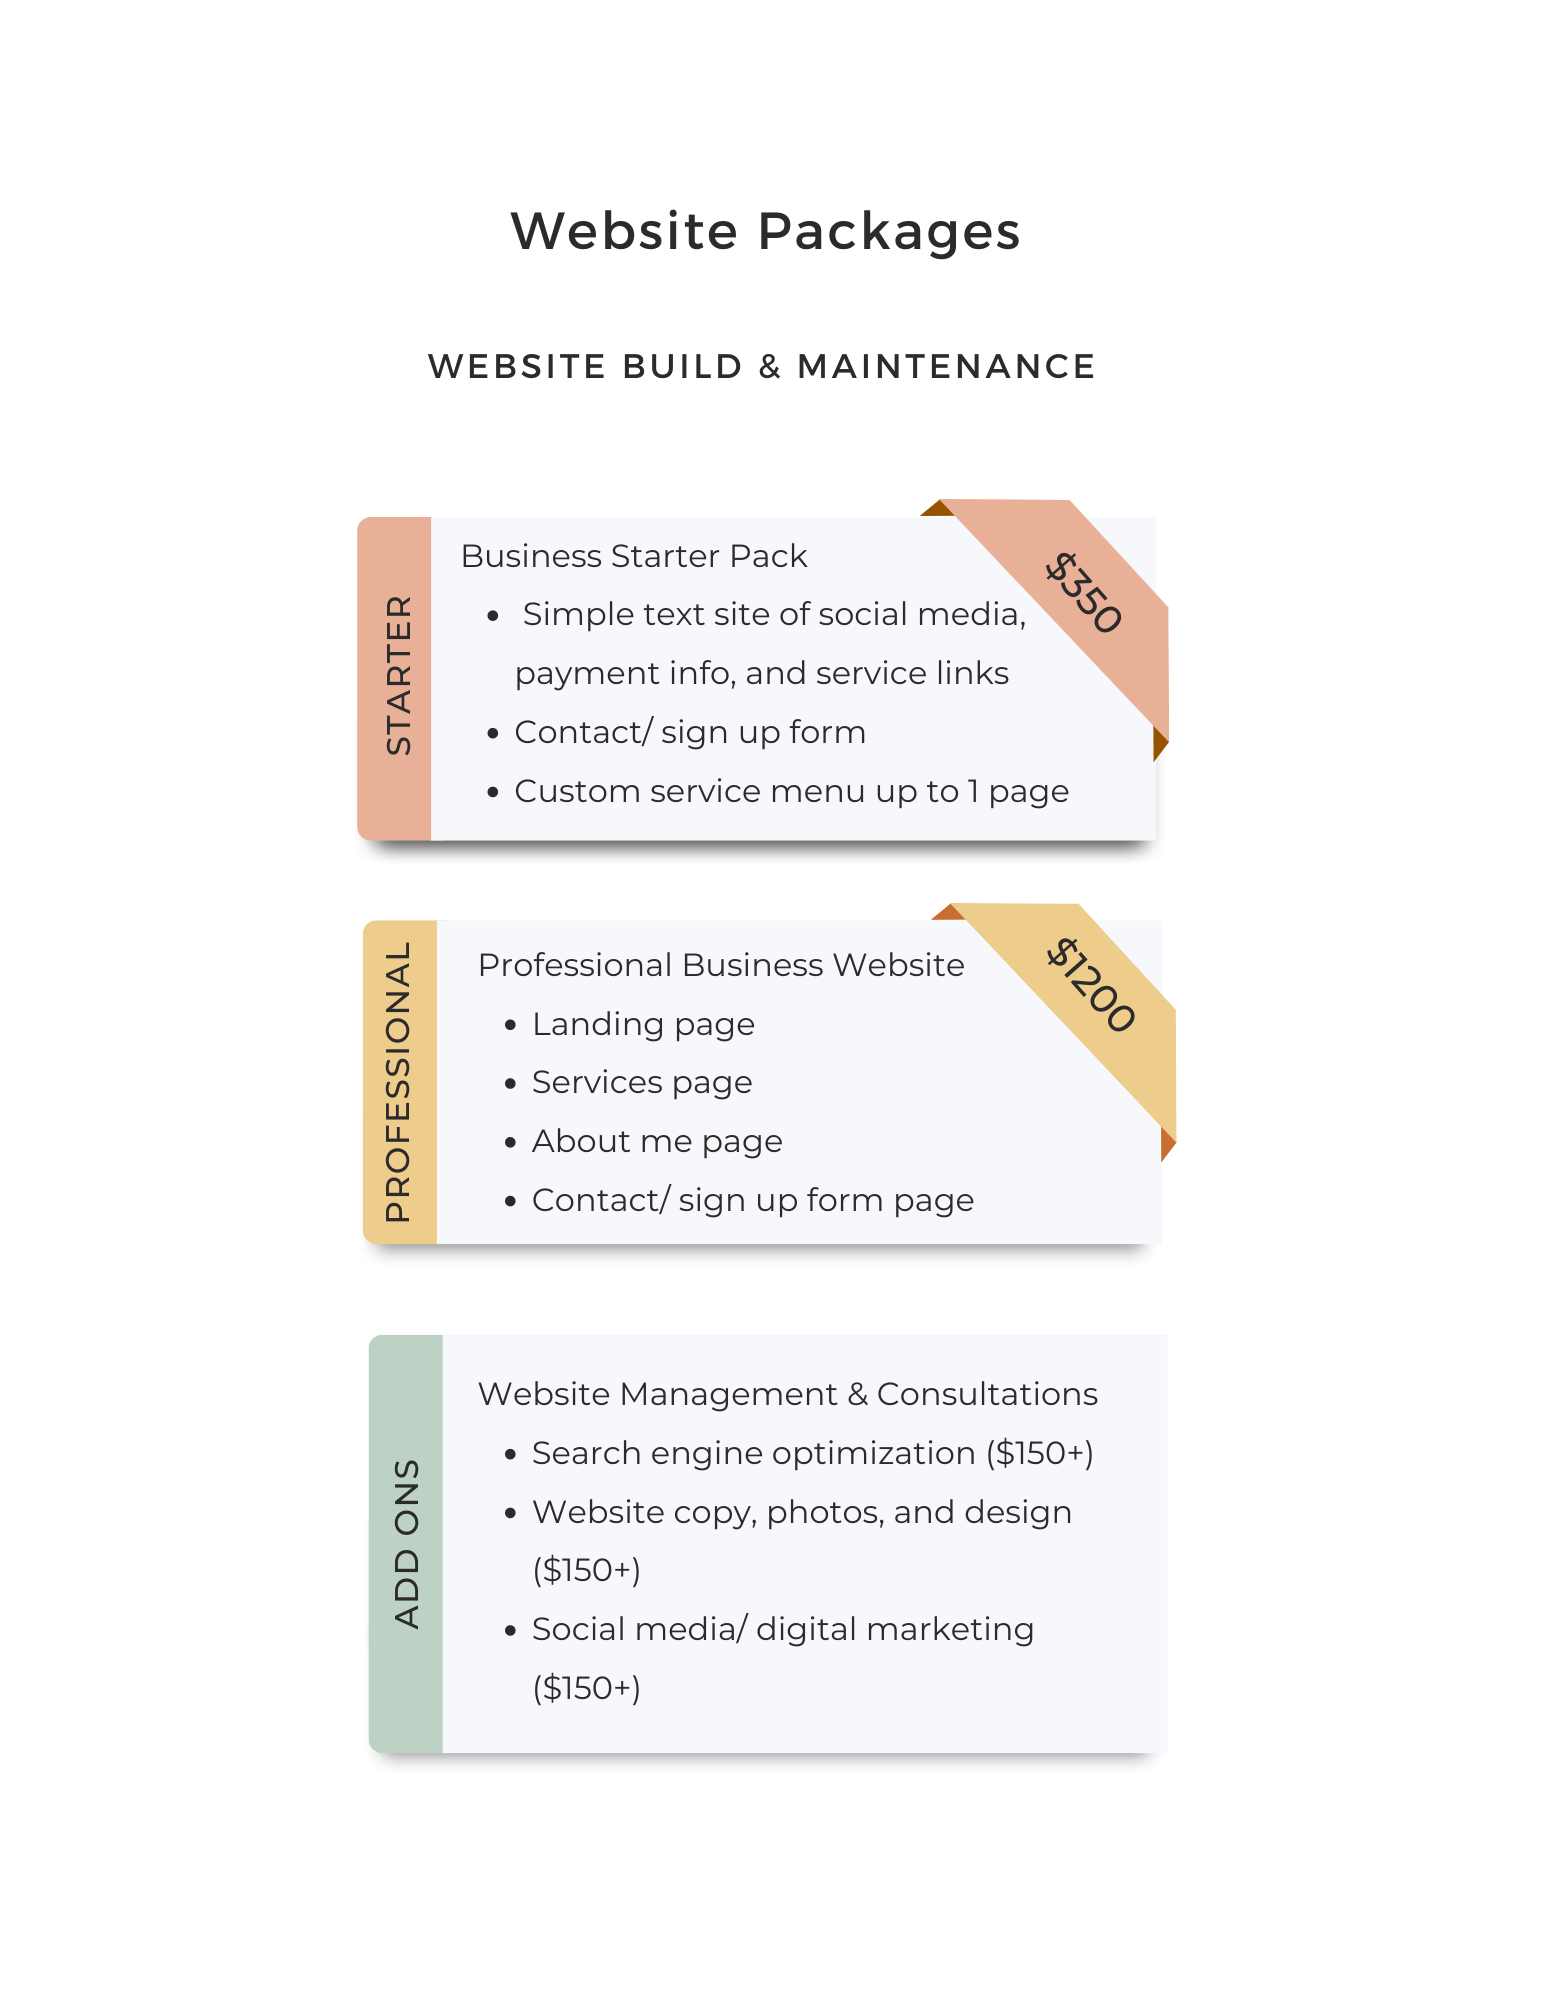 Website Packages
WEBSITE BUILD & MAINTENANCE
STARTER
Business Starter Pack
• Simple text site of social media,
payment info, and service links
• Contact/ sign up form
• Custom service menu up to 1 page
$350
PROFESSIONAL
Professional Business Website
• Landing page
• Services page
• About me page
• Contact/ sign up form page
$1200
ADD ONS
Website Management & Consultations
• Search engine optimization ($150+)
• Website copy, photos, and design
($150+)
• Social media/ digital marketing
($150+)